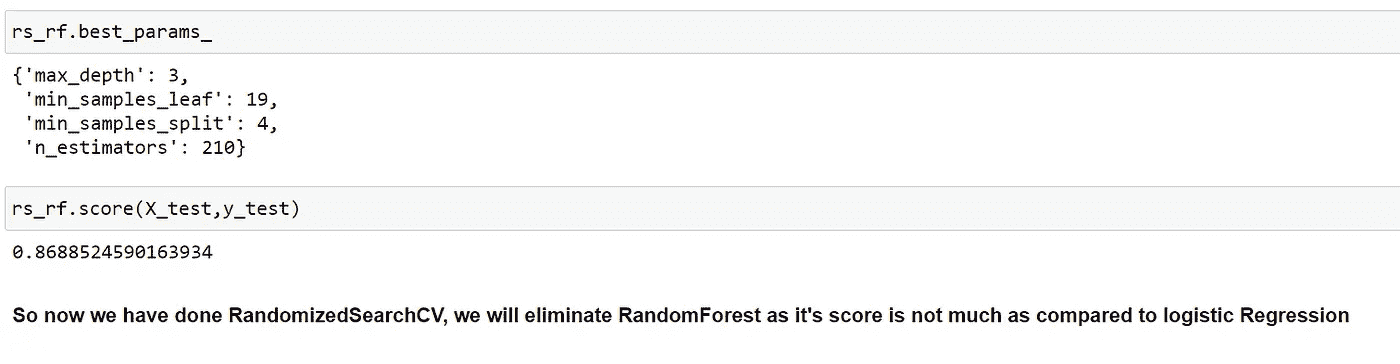 rs_rf.best_params_
{'max_depth': 3,
 'min_samples_leaf': 19,
 'min_samples_split': 4,
 'n_estimators': 210}
rs_rf.score(X_test,y_test)
0.8688524590163934
So now we have done RandomizedSearchCV, we will eliminate RandomForest as it's score is not much as compared to logistic Regression